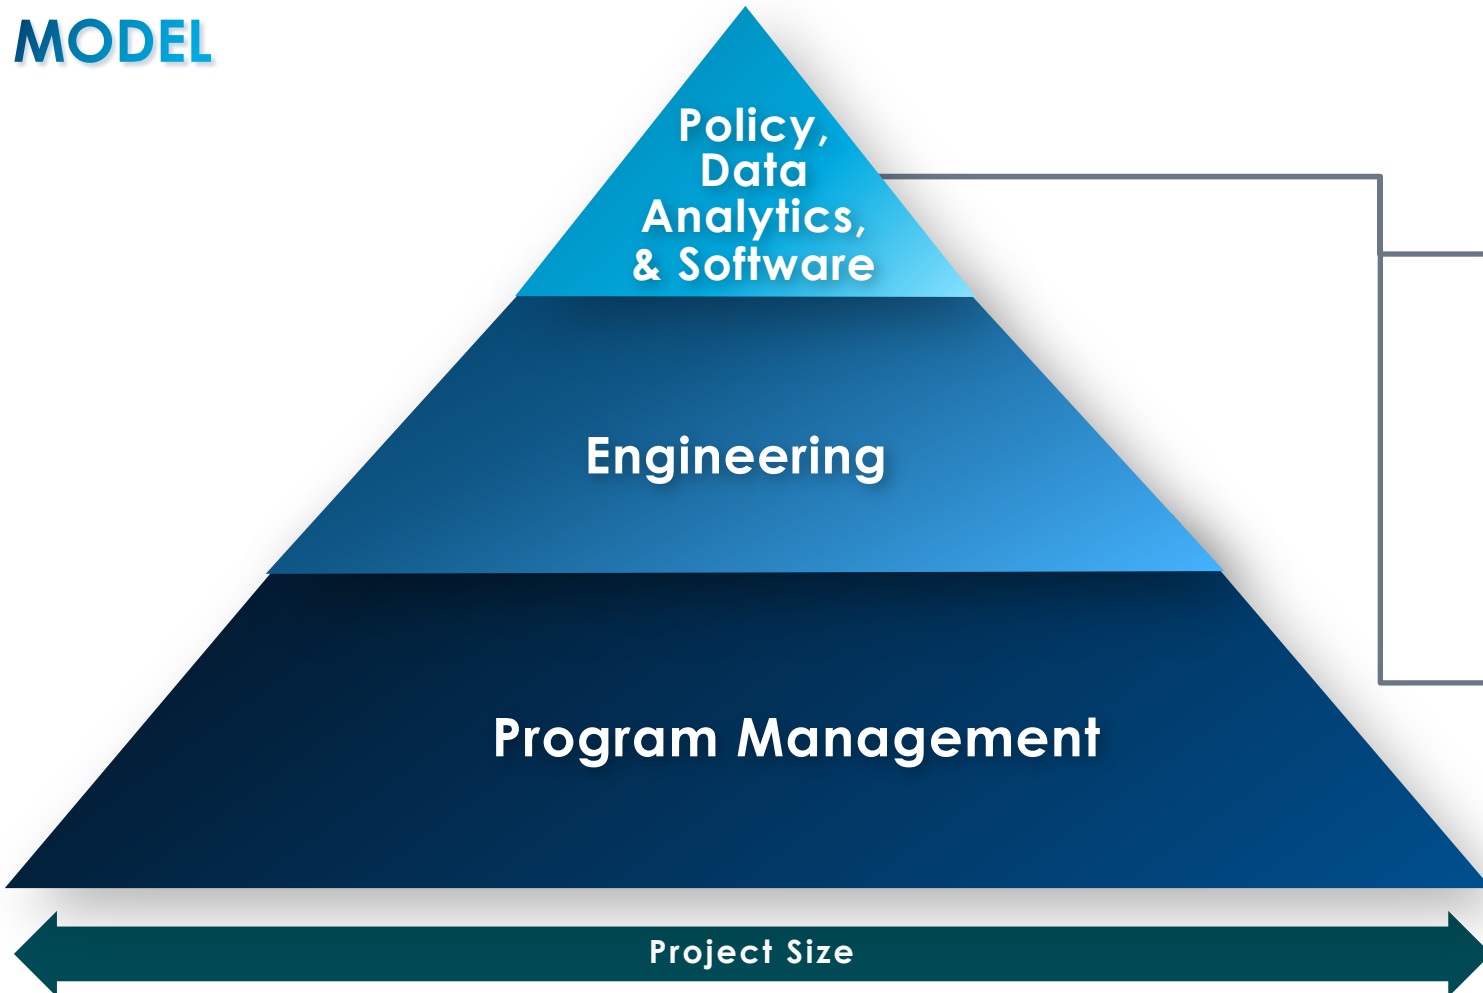 MODEL
Policy,
Data
Analytics,
& Software
Engineering
Program Management
Project Size